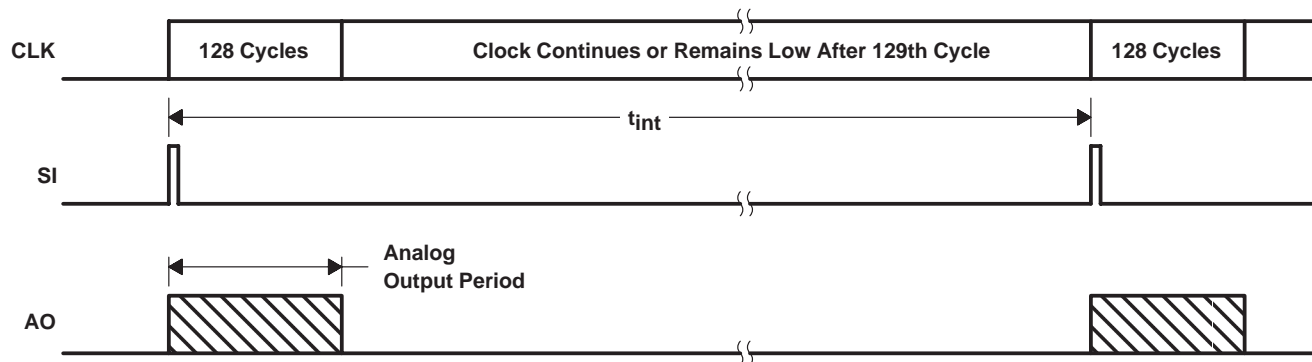 CLK
128 Cycles
Clock Continues or Remains Low After 129th Cycle
128 Cycles
tint
SI
Analog
Output Period
AO